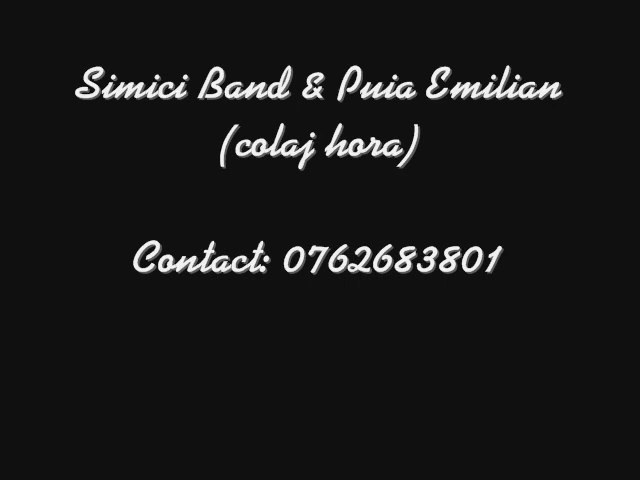 Simici Band & Puia Emilian
(colaj hora)
Contact: 0762683801